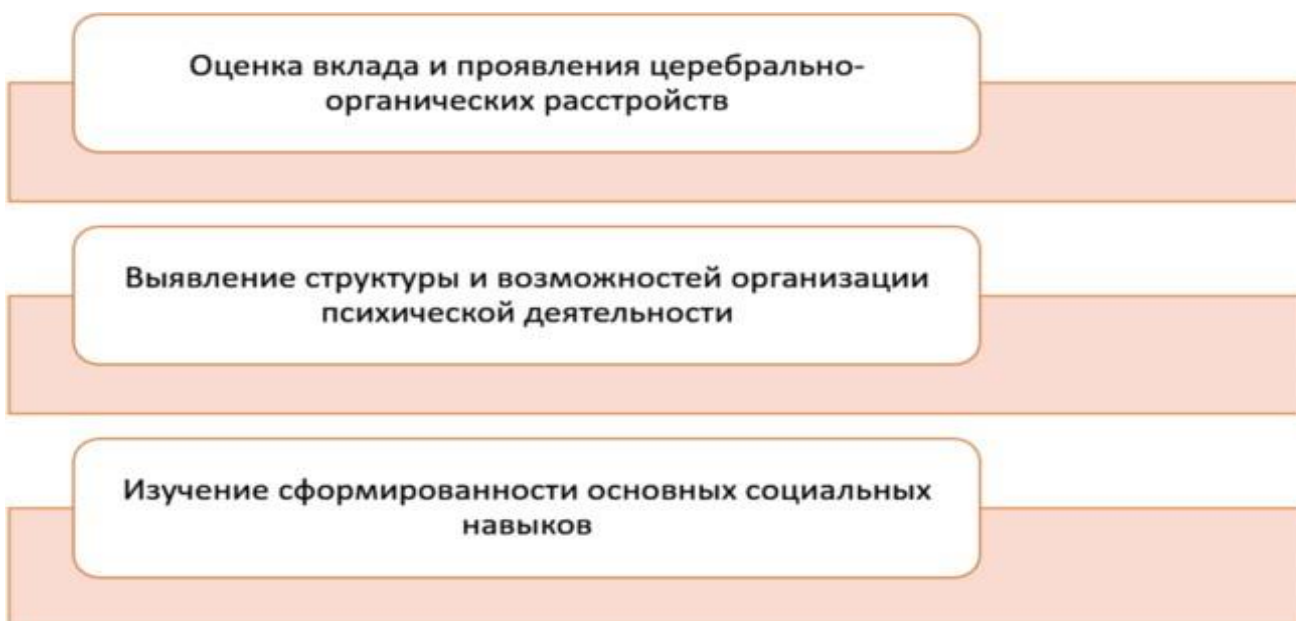 Оценка вклада и проявления церебрально-
органических расстройств
Выявление структуры и возможностей организации
психической деятельности
Изучение сформированности основных социальных
навыков